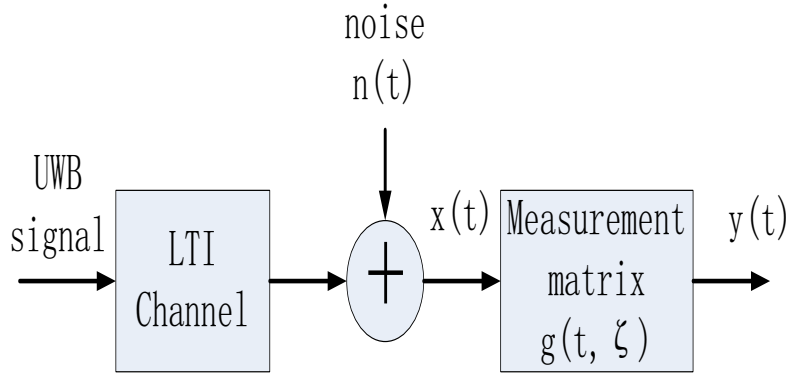 noise
n(t)
UWB
signal
LTI
Channel
+
x(t)
Measurement
matrix
g(t, ζ)
y(t)